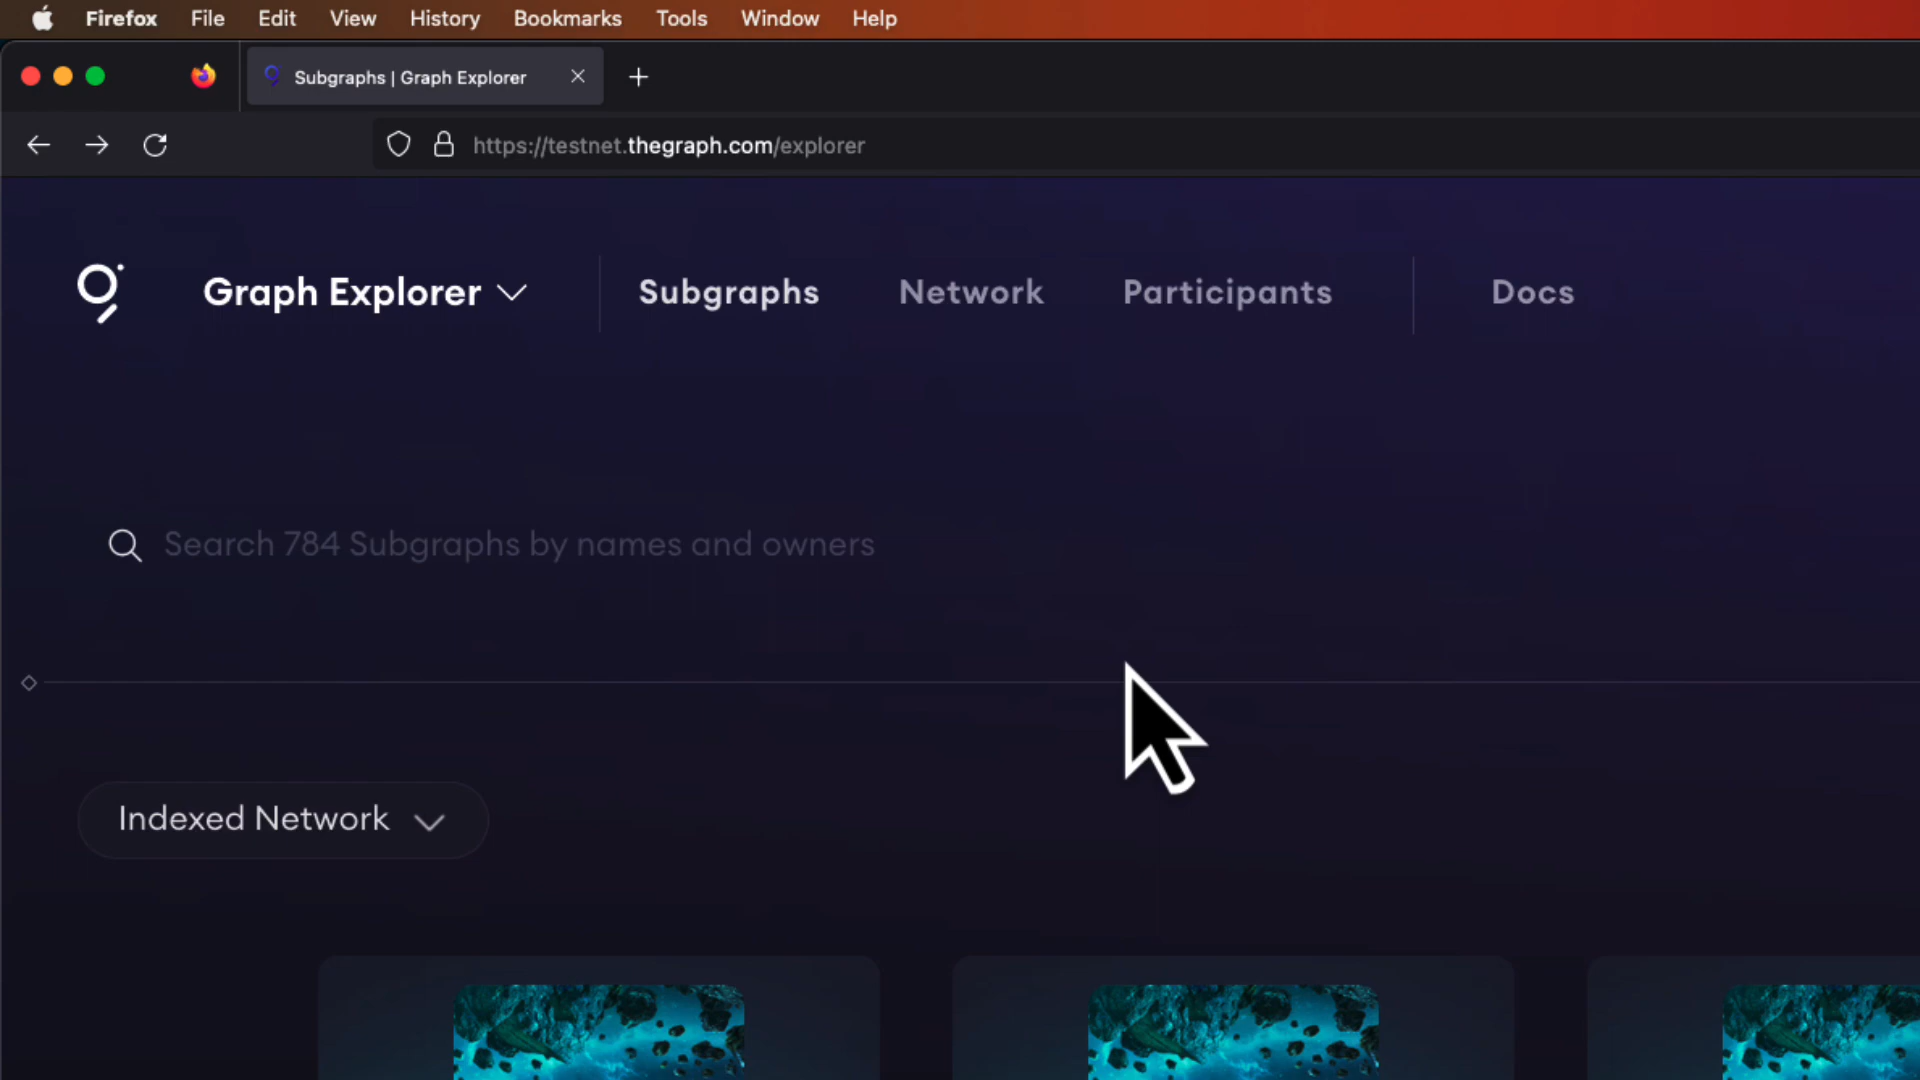 Firefox File Edit View History Bookmarks Tools Window Help
Subgraphs | Graph Explorer
https://testnet.thegraph.com/explorer
Graph Explorer Subgraphs Network Participants Docs
Search 784 Subgraphs by names and owners
Indexed Network